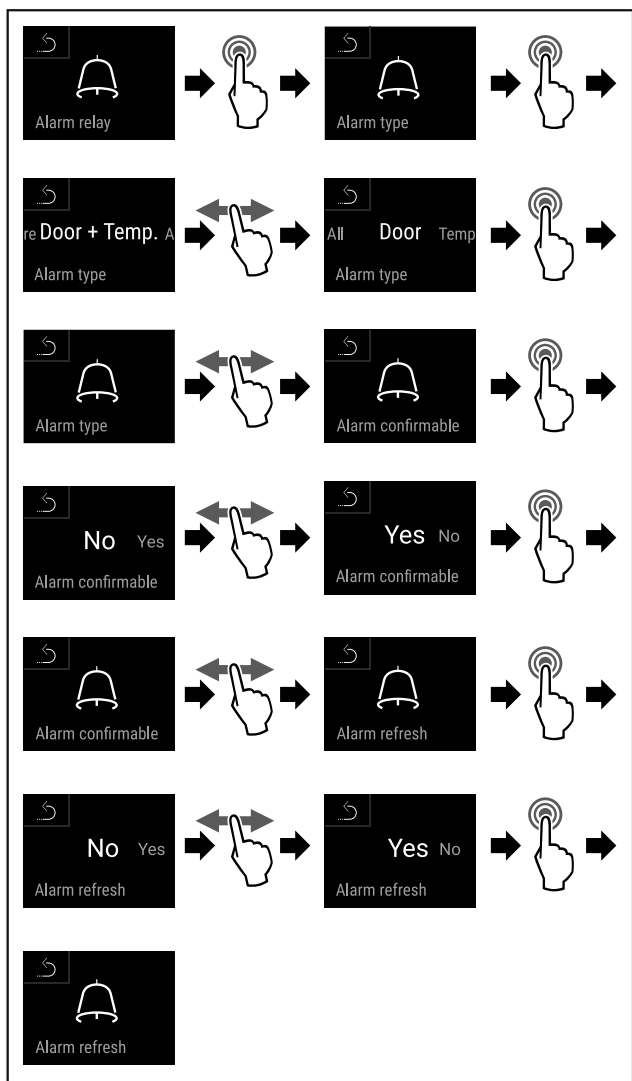 Alarm relay
Alarm type
re Door + Temp. A
Alarm type
All Door Temp
Alarm type
Alarm type
Alarm confirmable
No Yes
Alarm confirmable
Yes No
Alarm confirmable
Alarm confirmable
Alarm refresh
No Yes
Alarm refresh
Yes No
Alarm refresh
Alarm refresh